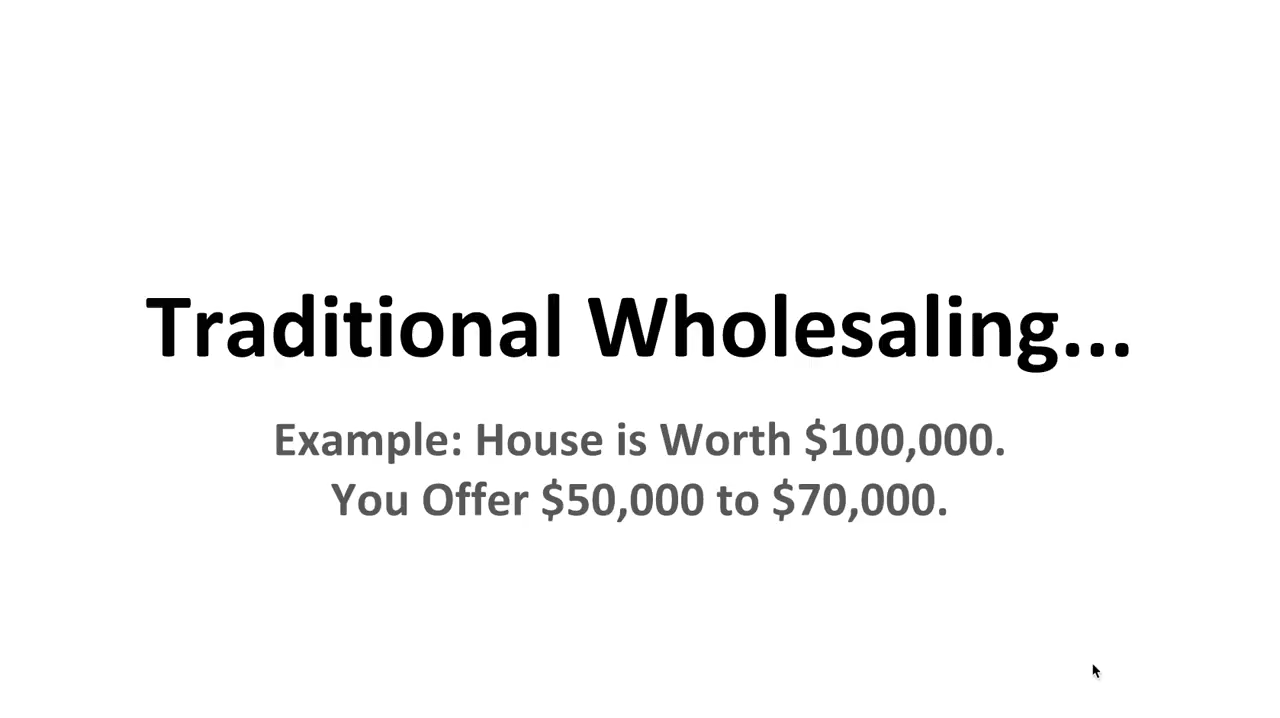 Traditional Wholesaling...
Example: House is Worth $100,000.
You Offer $50,000 to $70,000.